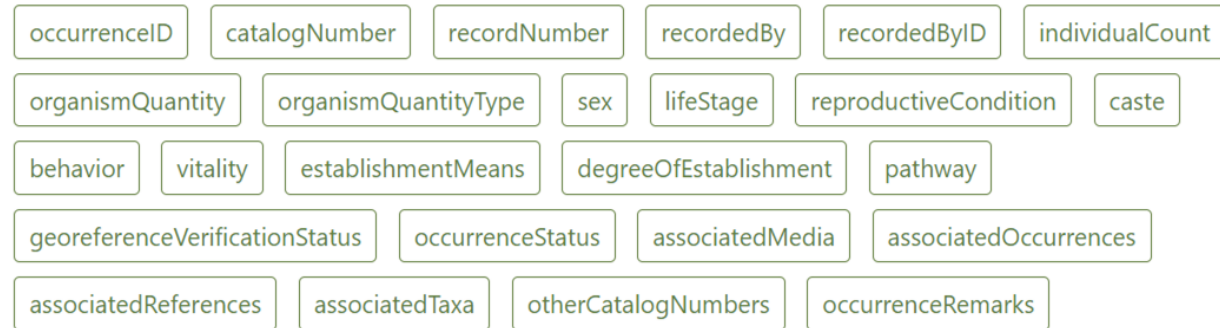 occurrenceID catalogNumber recordNumber recordedBy recordedByID individualCount
organismQuantity organismQuantityType sex lifeStage reproductiveCondition caste
behavior vitality establishmentMeans degreeOfEstablishment pathway
georeferenceVerificationStatus occurrenceStatus associatedMedia associatedOccurrences
associatedReferences associatedTaxa otherCatalogNumbers occurrenceRemarks